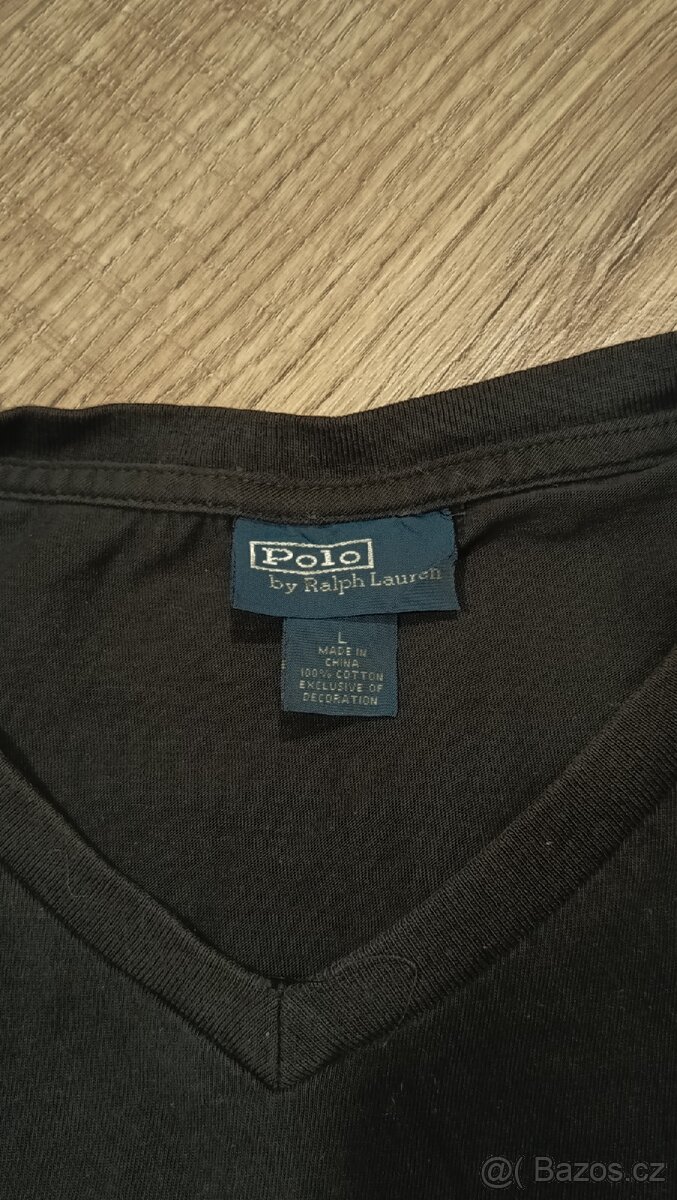 Polo
by Ralph Lauren
L
MADE IN
CHINA
100% COTTON
EXCLUSIVE OF
DECORATION
@( Bazos.cz